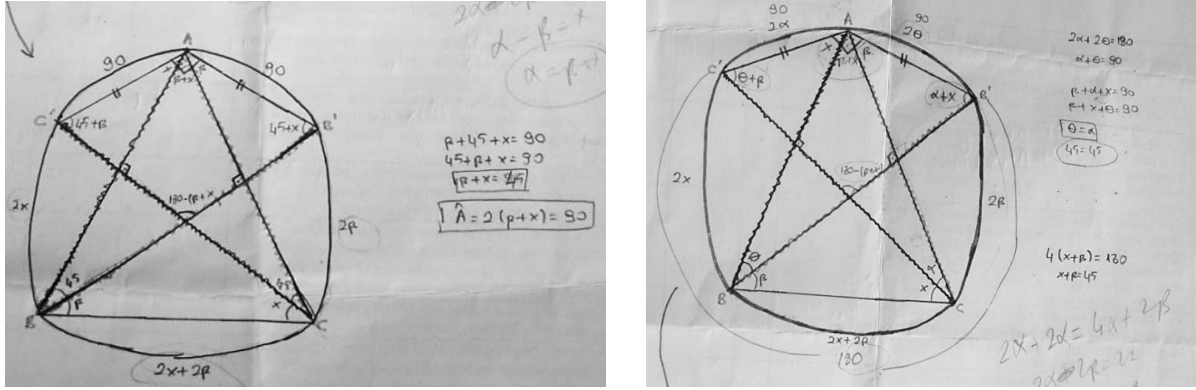 A
90
90
x
β
β+x
C'
45+β
45+x
B'
β+45+x=90
45+β+x=90
β+x=45
Â=2(β+x)=90
180-(β+x)
2x
2β
45
45
β
x
B
C
2x+2β
α-β=x
α=β+x
90
2α
A
90
2θ
x
β
β+x
C'
θ+β
α+x
B'
2α+2θ=180
α+θ=90
β+α+x=90
β+x+θ=90
θ=α
45=45
180-(β+x)
2x
2β
θ
β
α
x
B
C
2x+2β
180
4(x+β)=180
x+β=45
2x+2α=4x+2β